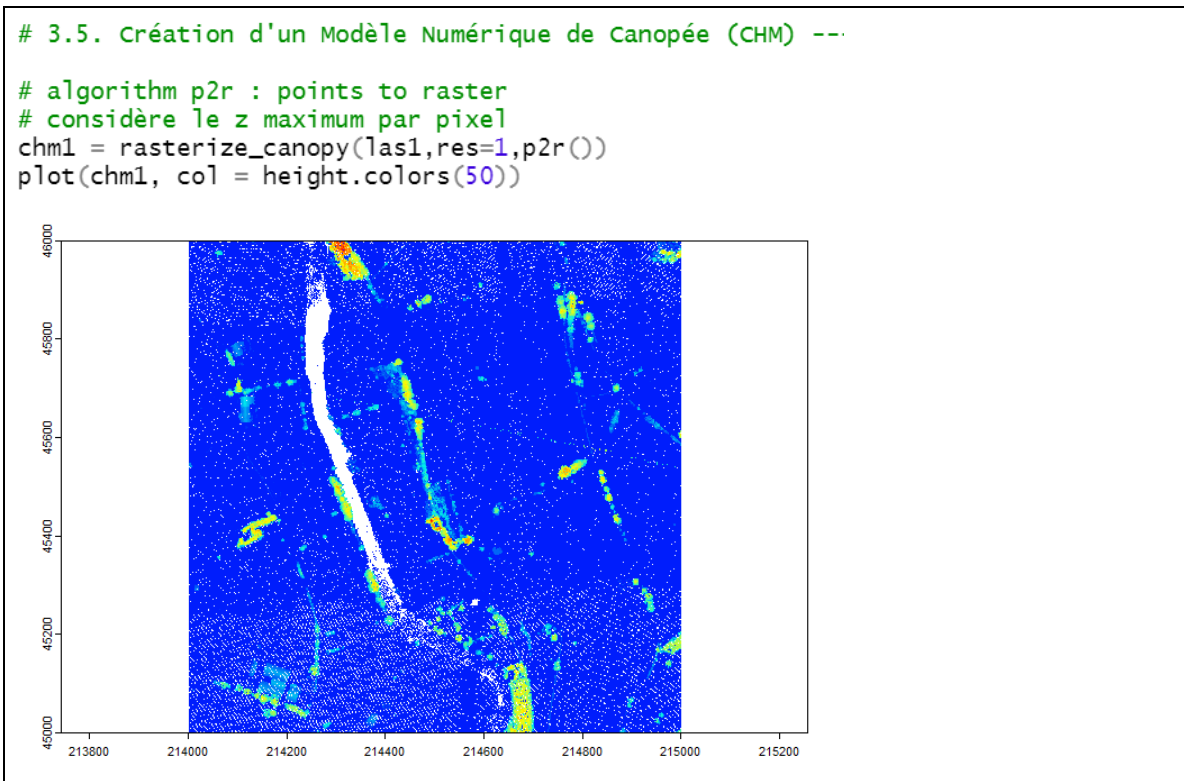 # 3.5. Création d'un Modèle Numérique de Canopée (CHM) ---
# algorithm p2r : points to raster
# considère le z maximum par pixel
chm1 = rasterize_canopy(las1,res=1,p2r())
plot(chm1, col = height.colors(50))
46000
45800
45600
45400
45200
45000
213800 214000 214200 214400 214600 214800 215000 215200